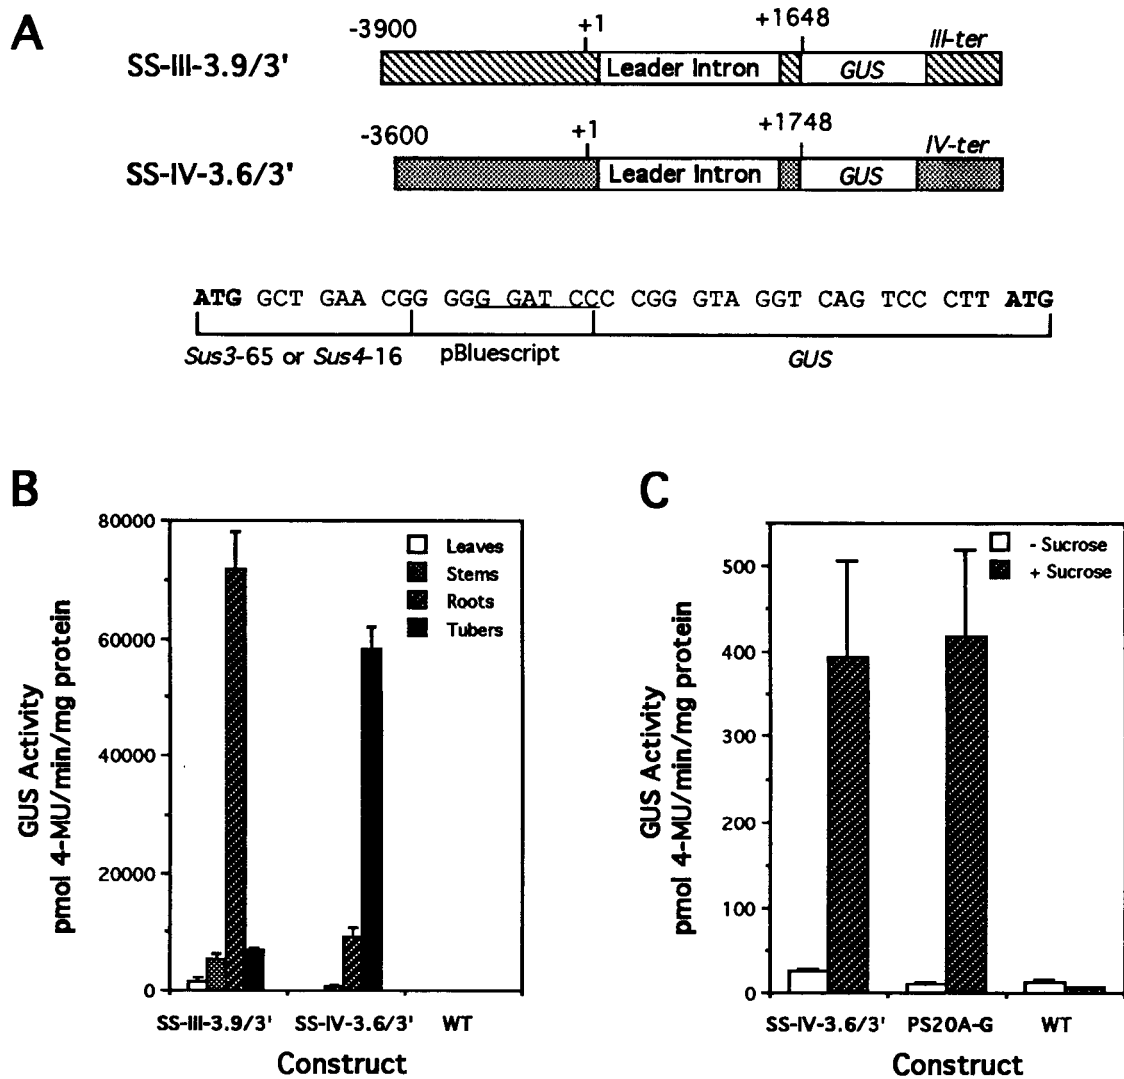 A
-3900 +1 +1648 III-ter
SS-III-3.9/3' Leader Intron GUS
-3600 +1 +1748 IV-ter
SS-IV-3.6/3' Leader Intron GUS
ATG GCT GAA CGG GGG GAT CCC CGG GTA GGT CAG TCC CTT ATG
Sus3-65 or Sus4-16 pBluescript GUS
B
GUS Activity
pmol 4-MU/min/mg protein
80000
60000
40000
20000
0
Leaves
Stems
Roots
Tubers
SS-III-3.9/3' SS-IV-3.6/3' WT
Construct
C
GUS Activity
pmol 4-MU/min/mg protein
500
400
300
200
100
0
- Sucrose
+ Sucrose
SS-IV-3.6/3' PS20A-G WT
Construct